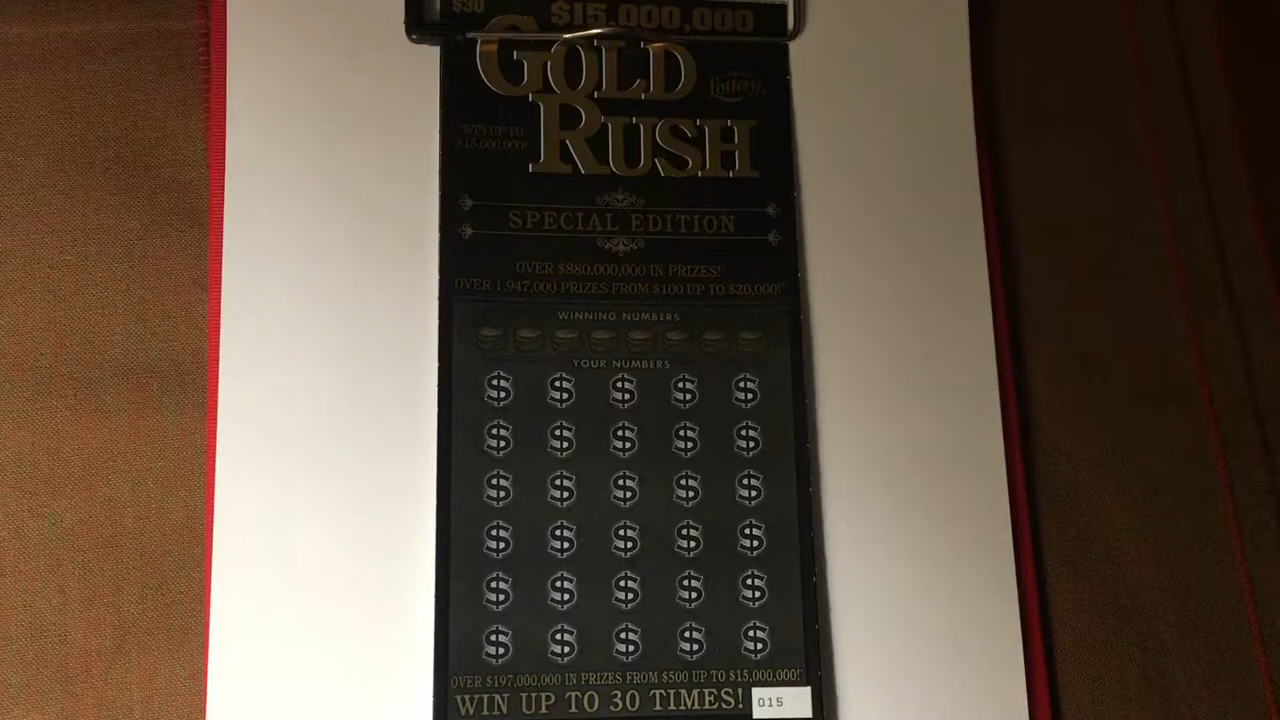 $30
$15,000,000
GOLD
Lottery
RUSH
WIN UP TO
$15,000,000!
SPECIAL EDITION
OVER $880,000,000 IN PRIZES!
OVER 1,947,000 PRIZES FROM $100 UP TO $20,000!
WINNING NUMBERS
YOUR NUMBERS
$ $ $ $ $
$ $ $ $ $
$ $ $ $ $
$ $ $ $ $
$ $ $ $ $
$ $ $ $ $
OVER $197,000,000 IN PRIZES FROM $500 UP TO $15,000,000!
WIN UP TO 30 TIMES!
015